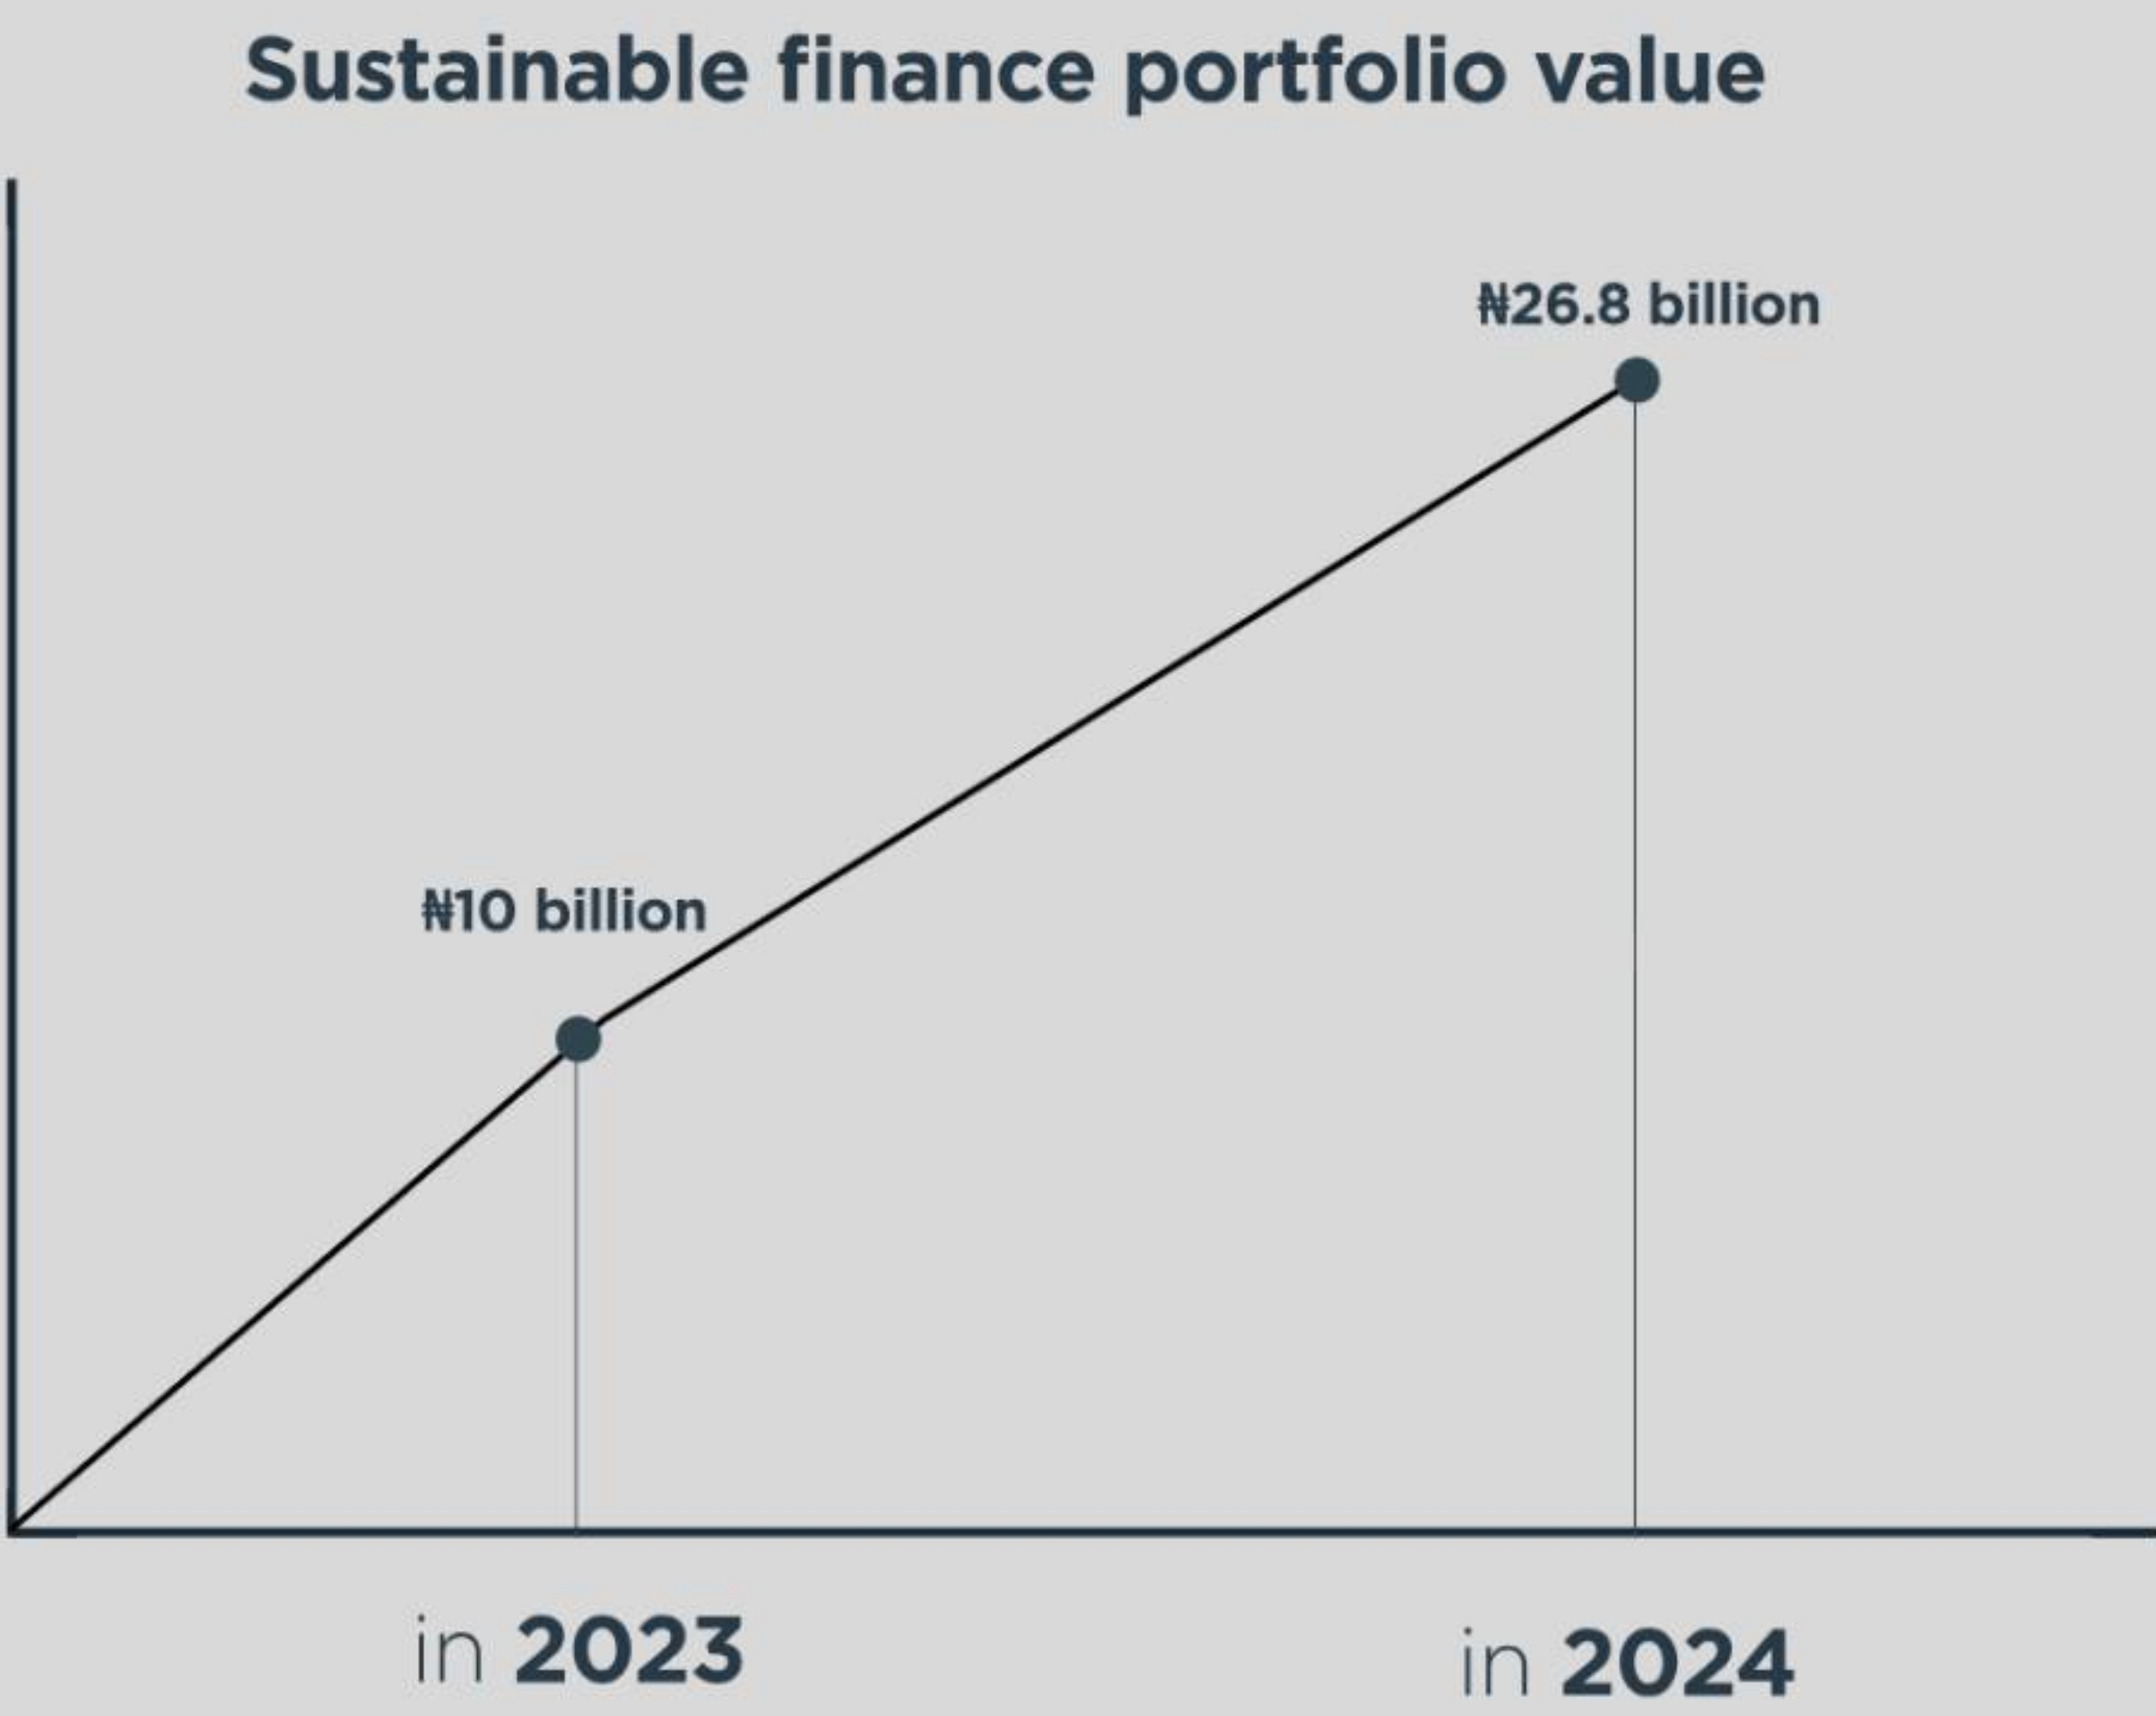 Sustainable finance portfolio value
₦26.8 billion
₦10 billion
in 2023
in 2024